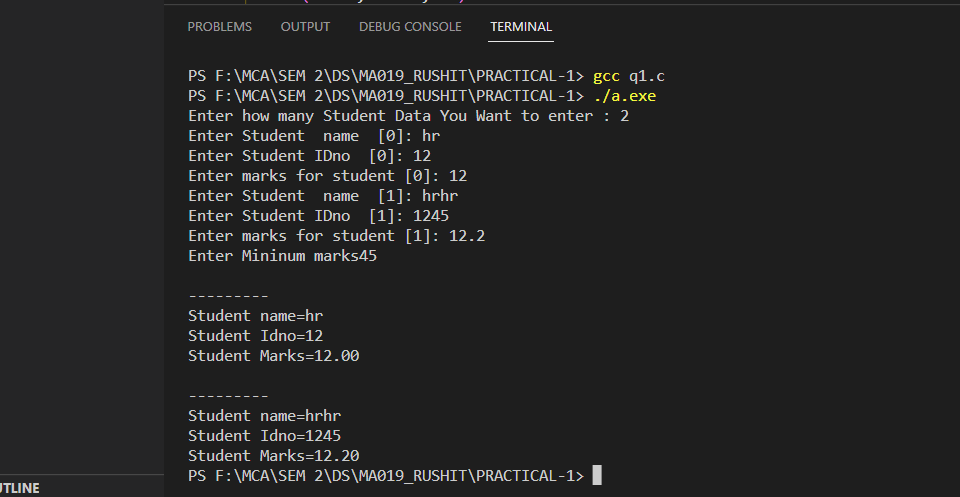 PROBLEMS OUTPUT DEBUG CONSOLE TERMINAL
PS F:\MCA\SEM 2\DS\MA019_RUSHIT\PRACTICAL-1> gcc q1.c
PS F:\MCA\SEM 2\DS\MA019_RUSHIT\PRACTICAL-1> ./a.exe
Enter how many Student Data You Want to enter : 2
Enter Student  name  [0]: hr
Enter Student IDno  [0]: 12
Enter marks for student [0]: 12
Enter Student  name  [1]: hrhr
Enter Student IDno  [1]: 1245
Enter marks for student [1]: 12.2
Enter Mininum marks45
---------
Student name=hr
Student Idno=12
Student Marks=12.00
---------
Student name=hrhr
Student Idno=1245
Student Marks=12.20
PS F:\MCA\SEM 2\DS\MA019_RUSHIT\PRACTICAL-1>
UTLINE